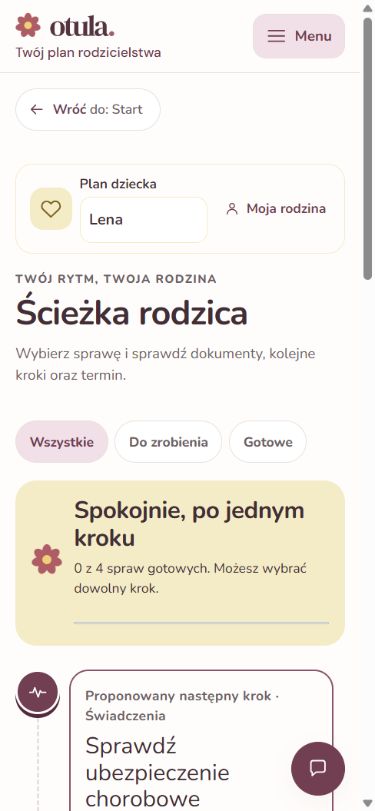 otula.
Twój plan rodzicielstwa
Menu
Wróć do: Start
Plan dziecka
Lena
Moja rodzina
TWÓJ RYTM, TWOJA RODZINA
Ścieżka rodzica
Wybierz sprawę i sprawdź dokumenty, kolejne
kroki oraz termin.
Wszystkie
Do zrobienia
Gotowe
Spokojnie, po jednym
kroku
0 z 4 spraw gotowych. Możesz wybrać
dowolny krok.
Proponowany następny krok ·
Świadczenia
Sprawdź
ubezpieczenie
chorobowe